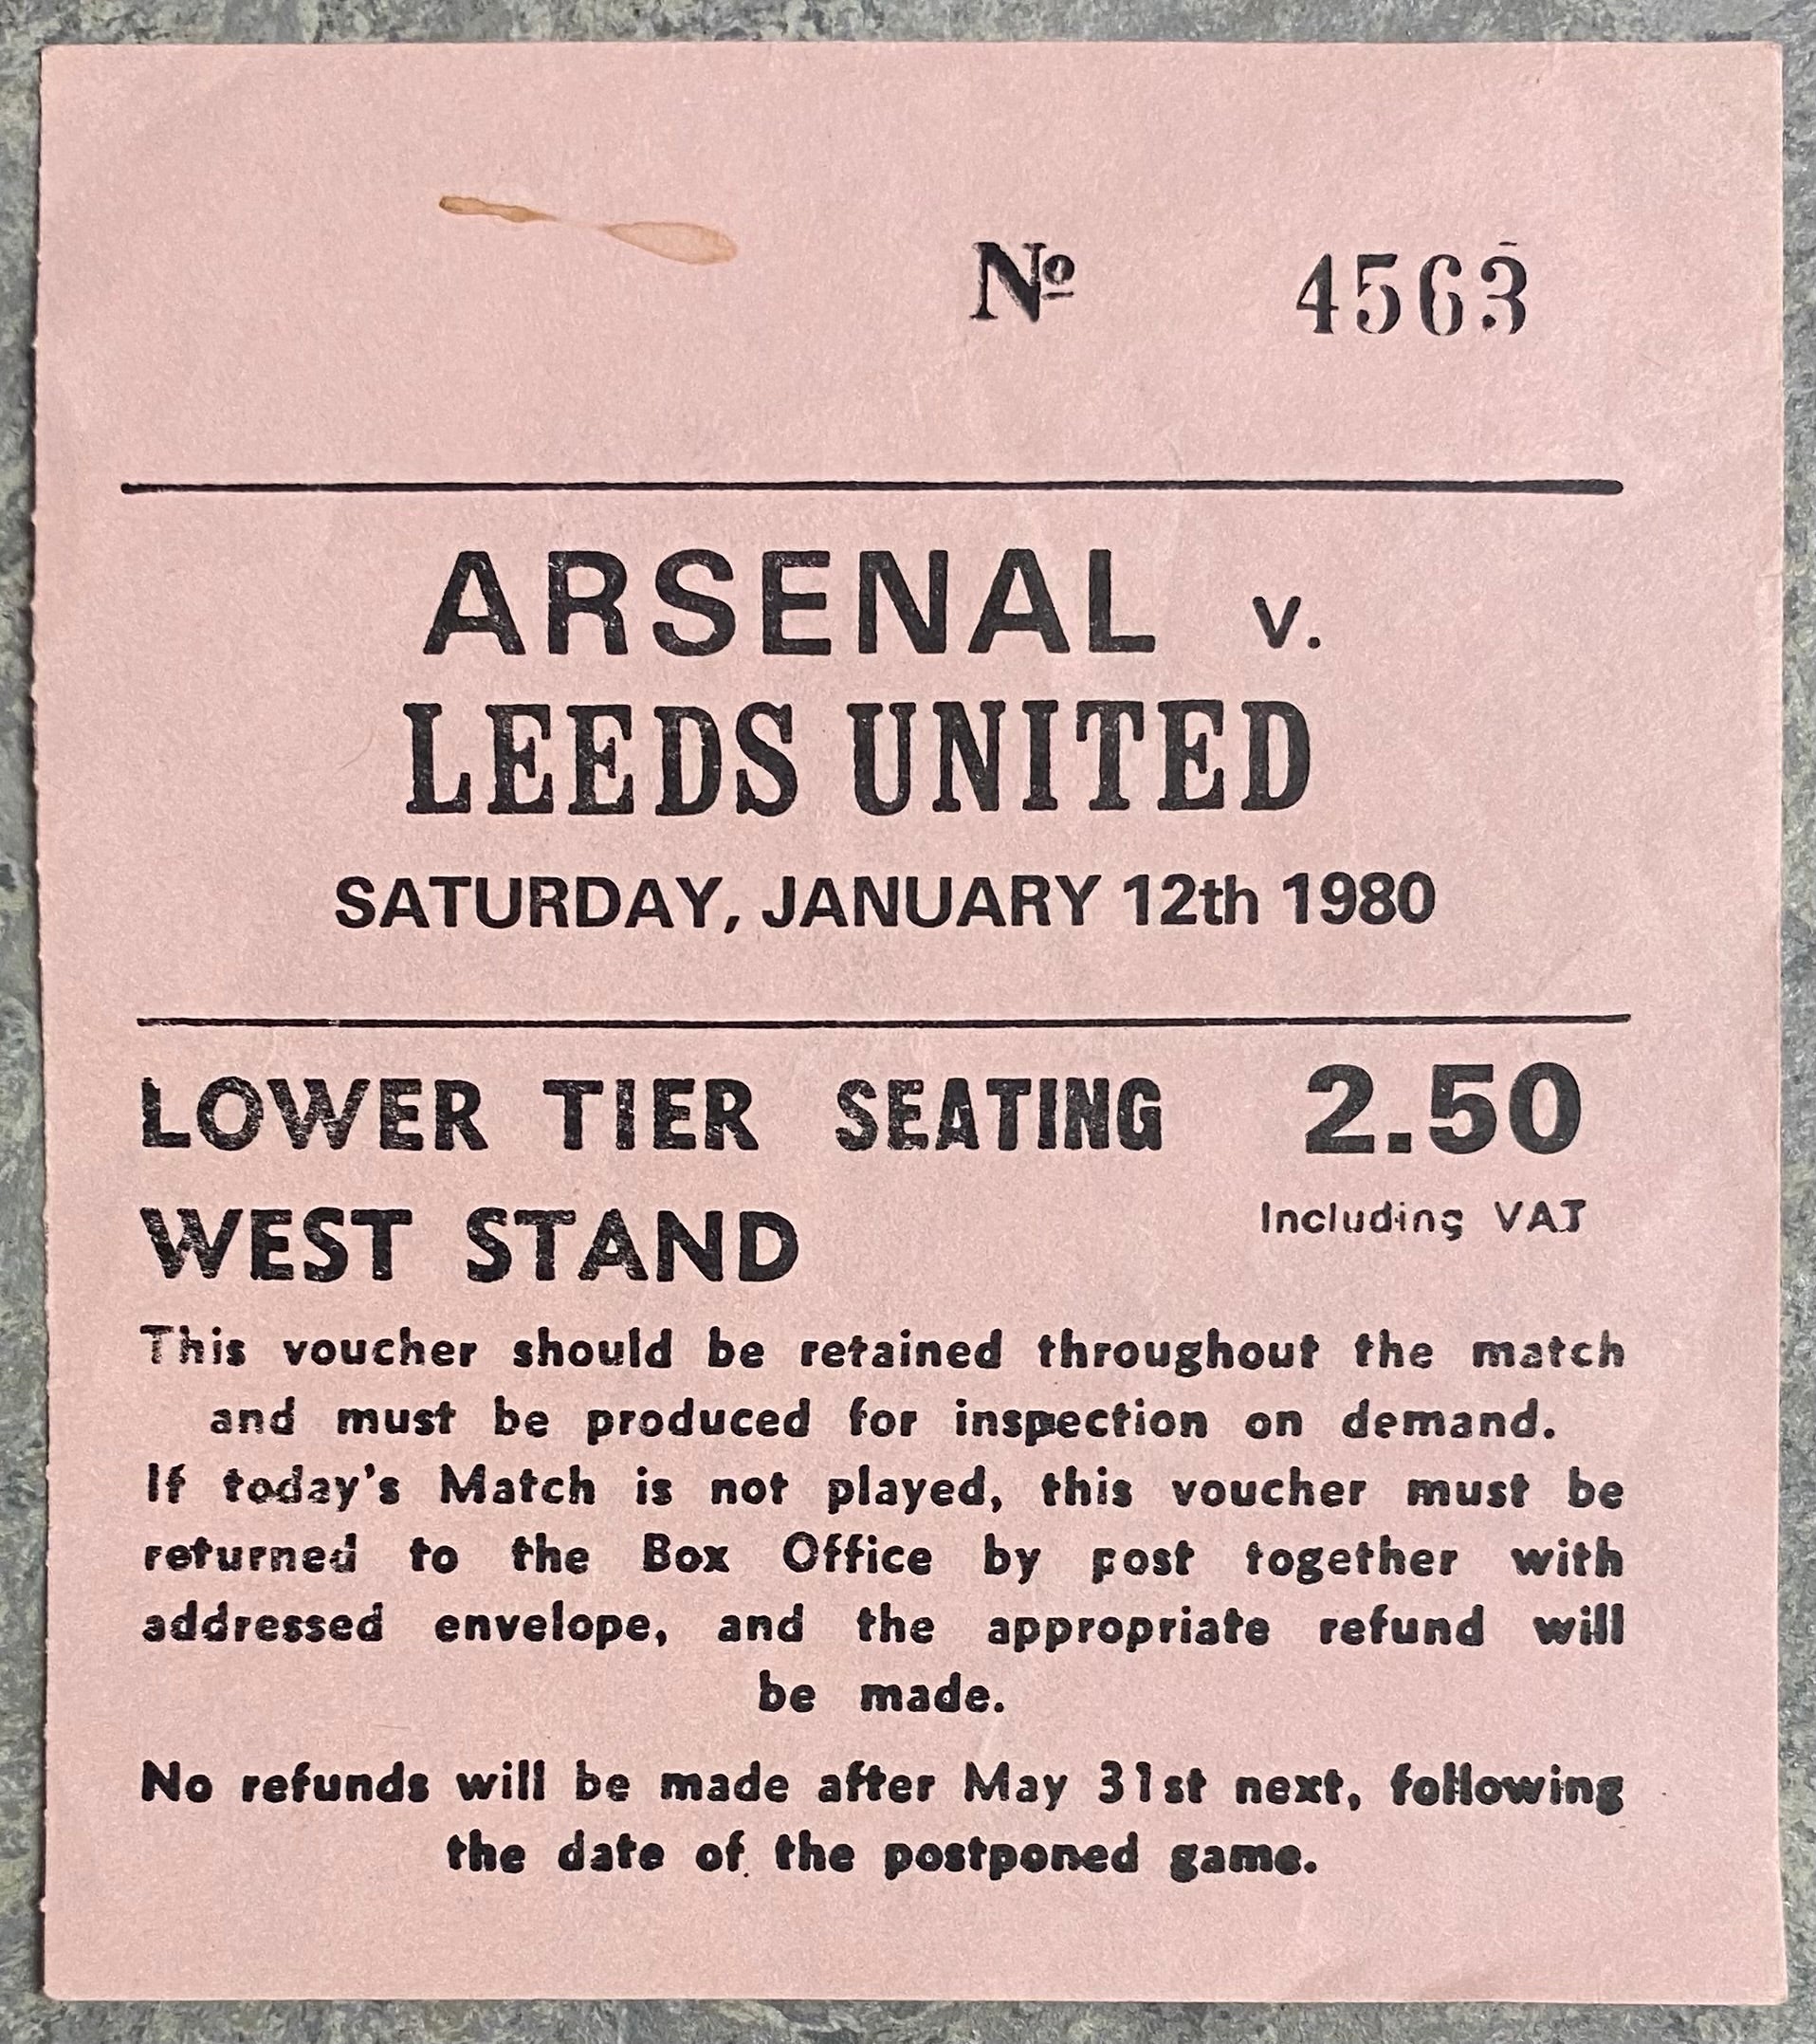 Nº 4563
ARSENAL v.
LEEDS UNITED
SATURDAY, JANUARY 12th 1980
LOWER TIER SEATING 2.50
WEST STAND Including VAT
This voucher should be retained throughout the match
and must be produced for inspection on demand.
If today's Match is not played, this voucher must be
returned to the Box Office by post together with
addressed envelope, and the appropriate refund will
be made.
No refunds will be made after May 31st next, following
the date of the postponed game.